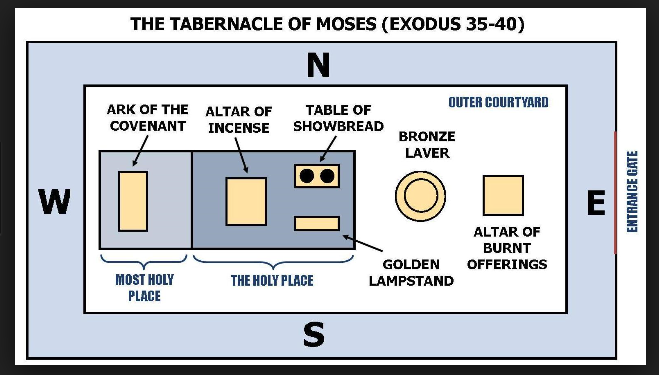 THE TABERNACLE OF MOSES (EXODUS 35-40)
N
OUTER COURTYARD
ARK OF THE
COVENANT
ALTAR OF
INCENSE
TABLE OF
SHOWBREAD
BRONZE
LAVER
W
E
ENTRANCE GATE
ALTAR OF
BURNT
OFFERINGS
GOLDEN
LAMPSTAND
MOST HOLY
PLACE
THE HOLY PLACE
S